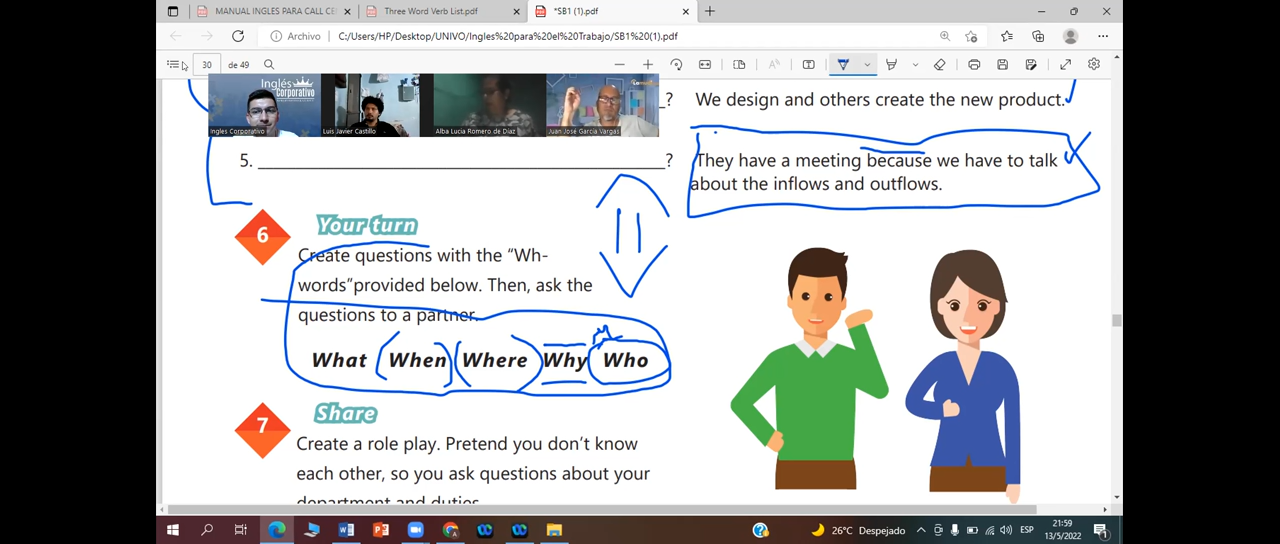 MANUAL INGLES PARA CALL CE
Three Word Verb List.pdf
*SB1 (1).pdf
Archivo
C:/Users/HP/Desktop/UNIVO/Ingles%20para%20el%20Trabajo/SB1%20(1).pdf
30 de 49
Inglés
Corporativo
Ingles Corporativo
Luis Javier Castillo
Alba Lucia Romero de Diaz
Juan José García Vargas
? We design and others create the new product.
5. ? They have a meeting because we have to talk
about the inflows and outflows.
6 Your turn
Create questions with the “Wh-
words”provided below. Then, ask the
questions to a partner.
What When Where Why Who
7 Share
Create a role play. Pretend you don’t know
each other, so you ask questions about your
department and duties.
26°C Despejado
ESP
21:59
13/5/2022